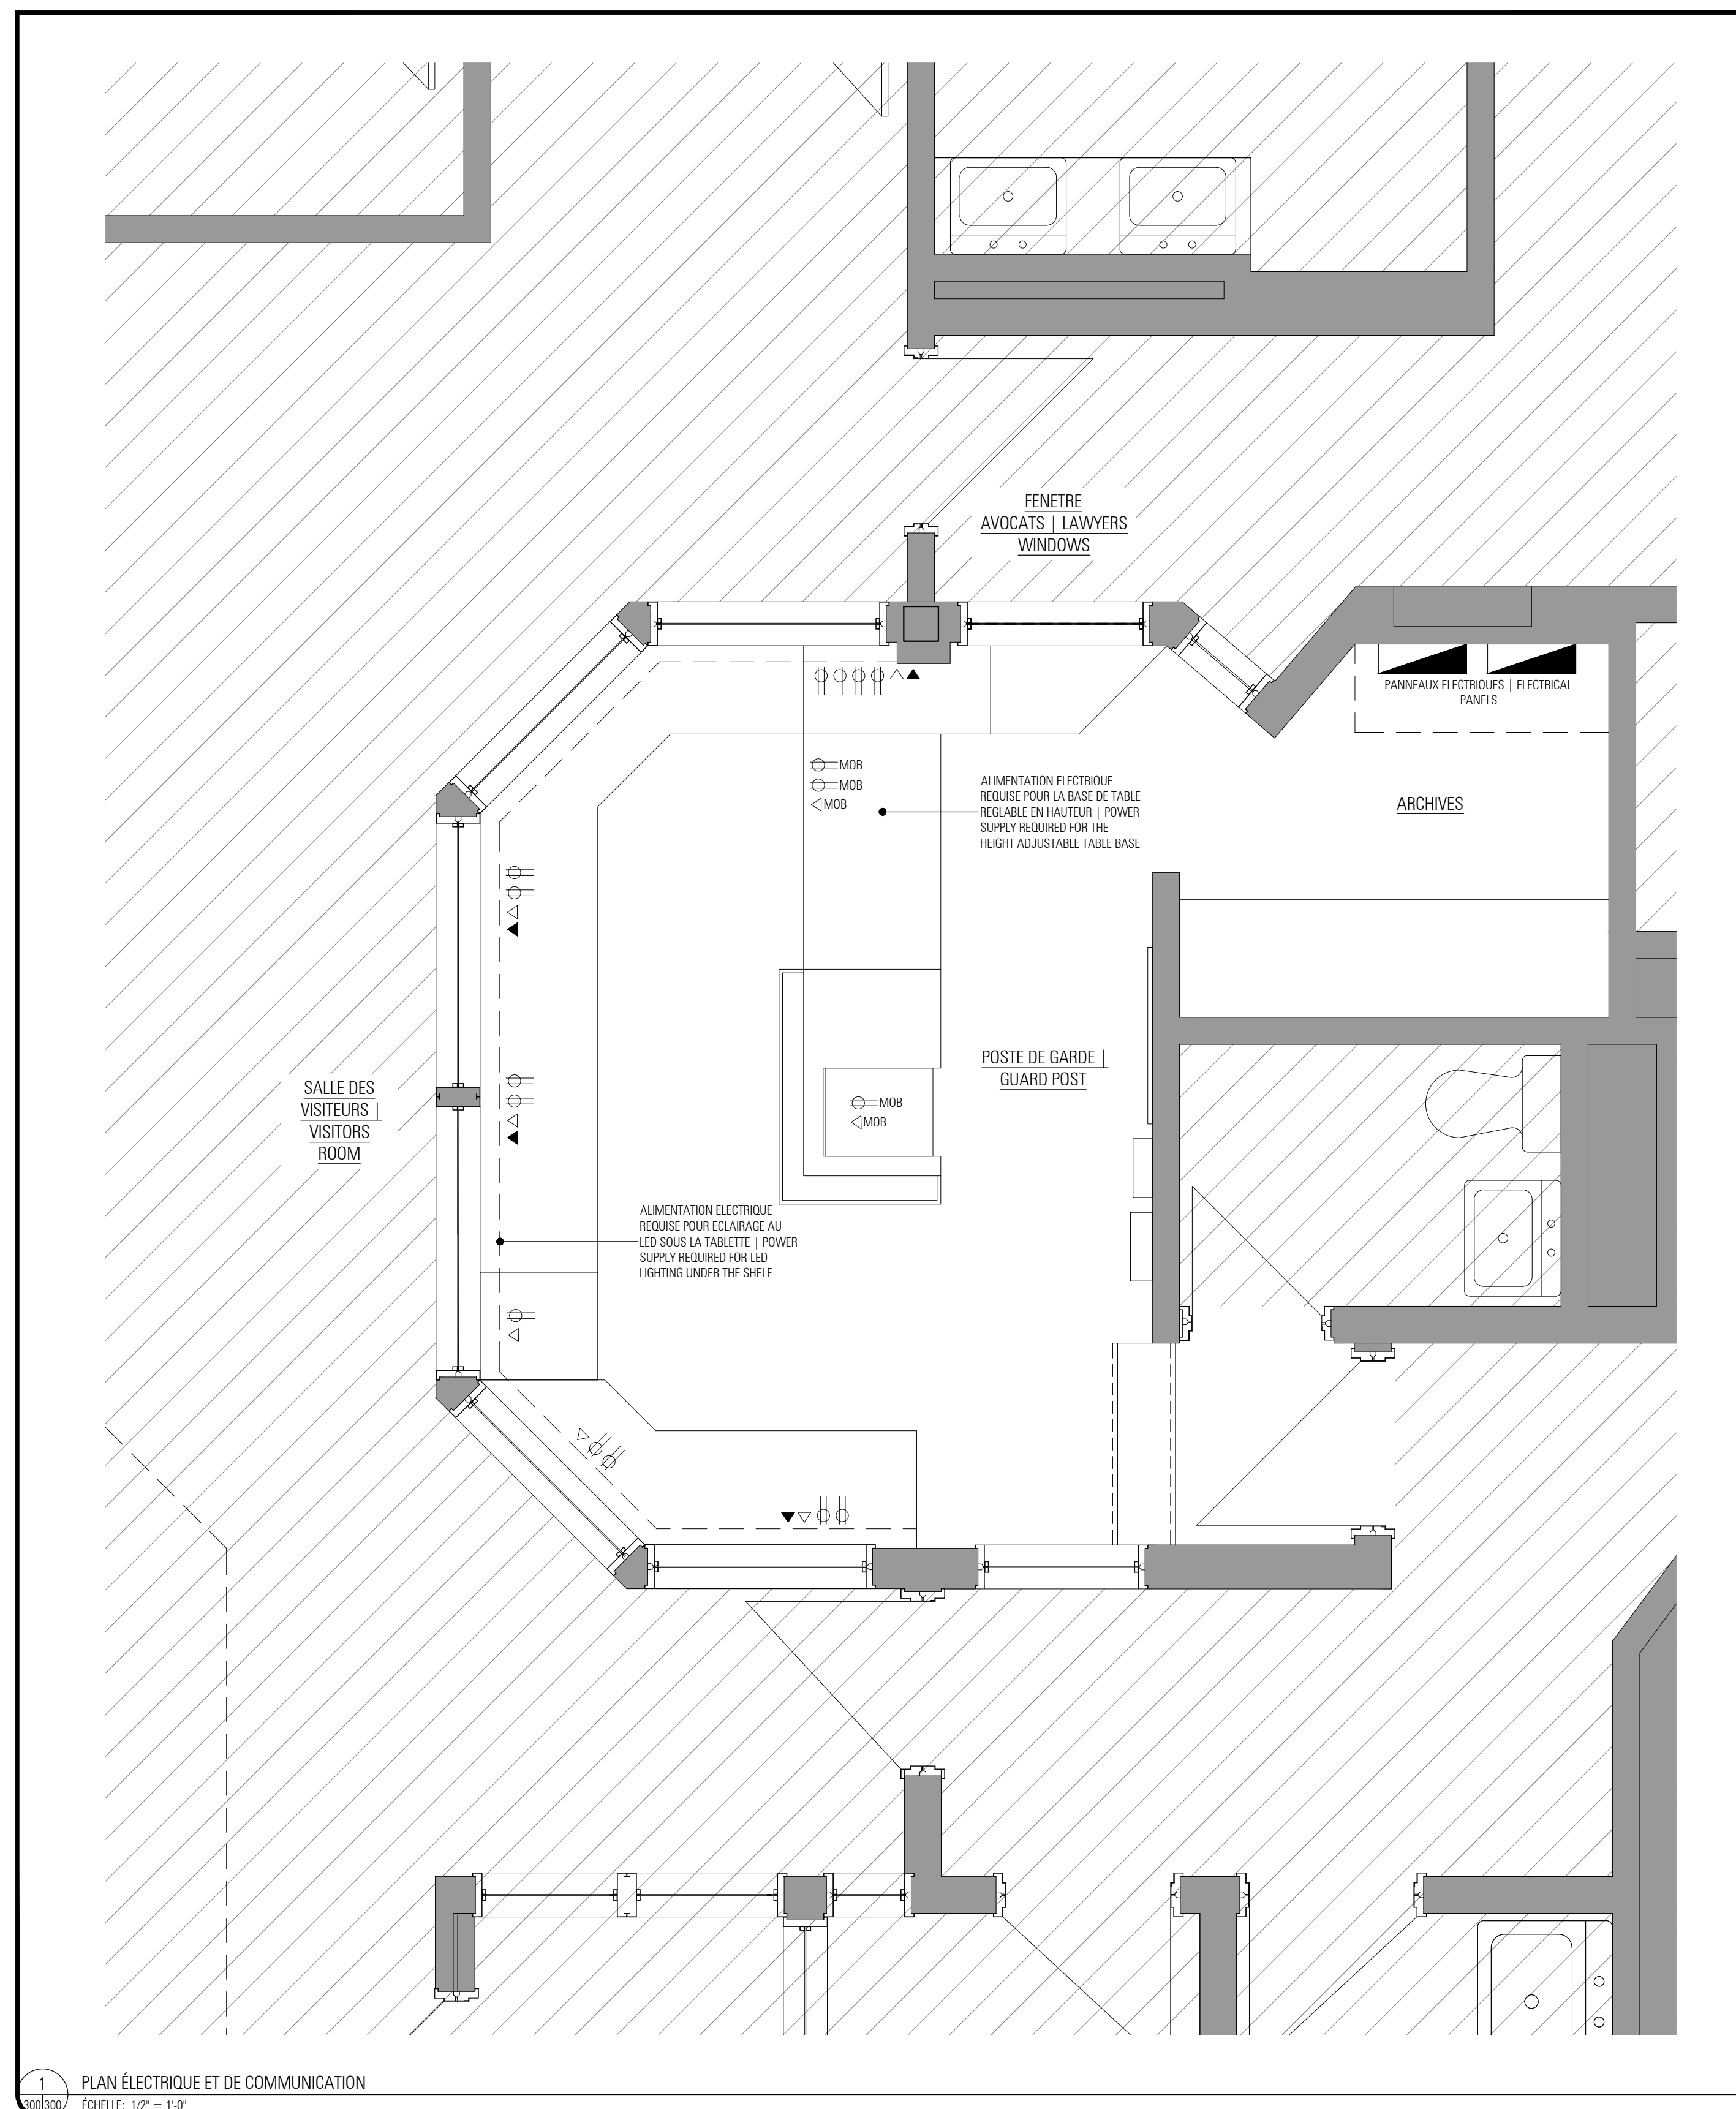 FENETRE
AVOCATS | LAWYERS
WINDOWS
PANNEAUX ELECTRIQUES | ELECTRICAL
PANELS
MOB
MOB
MOB
ALIMENTATION ELECTRIQUE
REQUISE POUR LA BASE DE TABLE
REGLABLE EN HAUTEUR | POWER
SUPPLY REQUIRED FOR THE
HEIGHT ADJUSTABLE TABLE BASE
ARCHIVES
POSTE DE GARDE |
GUARD POST
SALLE DES
VISITEURS |
VISITORS
ROOM
MOB
MOB
ALIMENTATION ELECTRIQUE
REQUISE POUR ECLAIRAGE AU
LED SOUS LA TABLETTE | POWER
SUPPLY REQUIRED FOR LED
LIGHTING UNDER THE SHELF
1
PLAN ÉLECTRIQUE ET DE COMMUNICATION
300 300
ÉCHELLE: 1/2" = 1'-0"